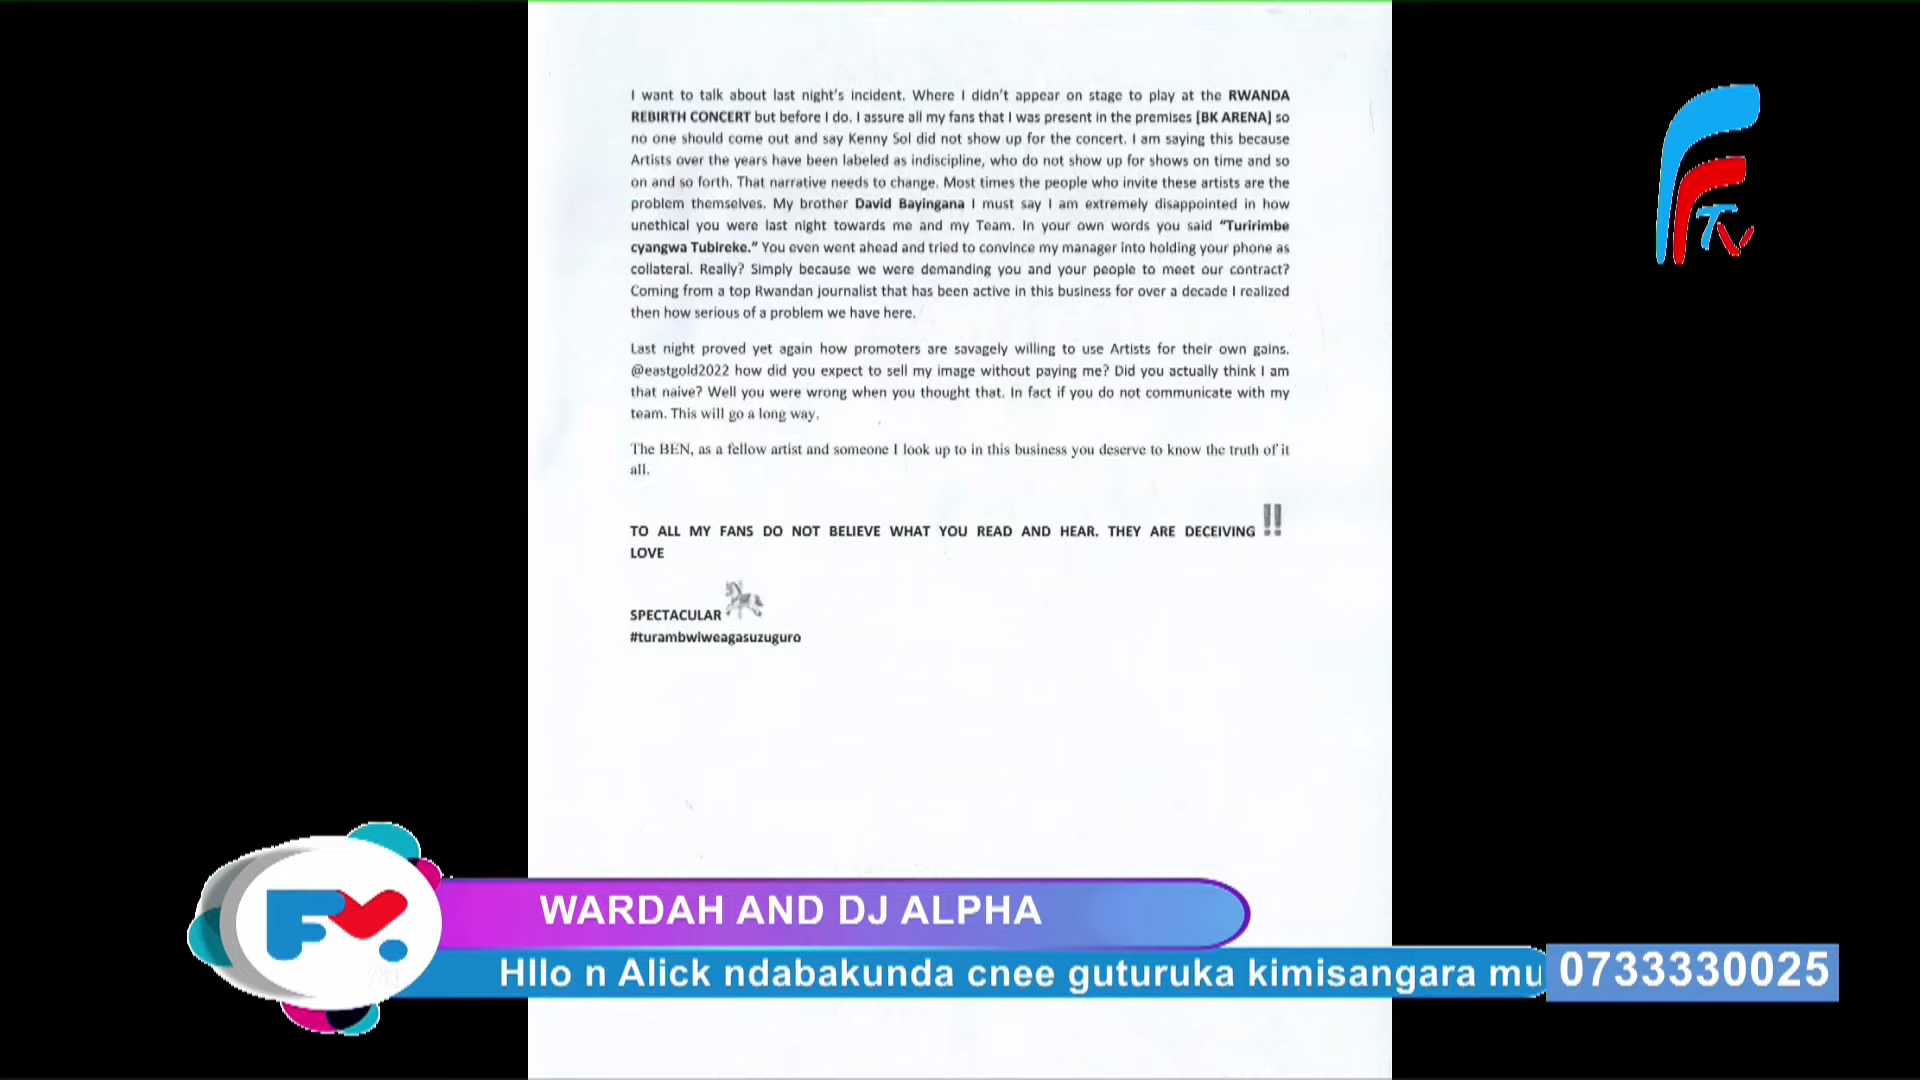 I want to talk about last night's incident. Where I didn't appear on stage to play at the RWANDA
REBIRTH CONCERT but before I do. I assure all my fans that I was present in the premises [BK ARENA] so
no one should come out and say Kenny Sol did not show up for the concert. I am saying this because
Artists over the years have been labeled as indiscipline, who do not show up for shows on time and so
on and so forth. That narrative needs to change. Most times the people who invite these artists are the
problem themselves. My brother David Bayingana I must say I am extremely disappointed in how
unethical you were last night towards me and my Team. In your own words you said “Turirimbe
cyangwa Tubireke.” You even went ahead and tried to convince my manager into holding your phone as
collateral. Really? Simply because we were demanding you and your people to meet our contract?
Coming from a top Rwandan journalist that has been active in this business for over a decade I realized
then how serious of a problem we have here.
Last night proved yet again how promoters are savagely willing to use Artists for their own gains.
@eastgold2022 how did you expect to sell my image without paying me? Did you actually think I am
that naive? Well you were wrong when you thought that. In fact if you do not communicate with my
team. This will go a long way.
The BEN, as a fellow artist and someone I look up to in this business you deserve to know the truth of it
all.
TO ALL MY FANS DO NOT BELIEVE WHAT YOU READ AND HEAR. THEY ARE DECEIVING !!
LOVE
SPECTACULAR
#turambwiweagasuzuguro
FF TV
FY.
WARDAH AND DJ ALPHA
Hllo n Alick ndabakunda cnee guturuka kimisangara mu
0733330025